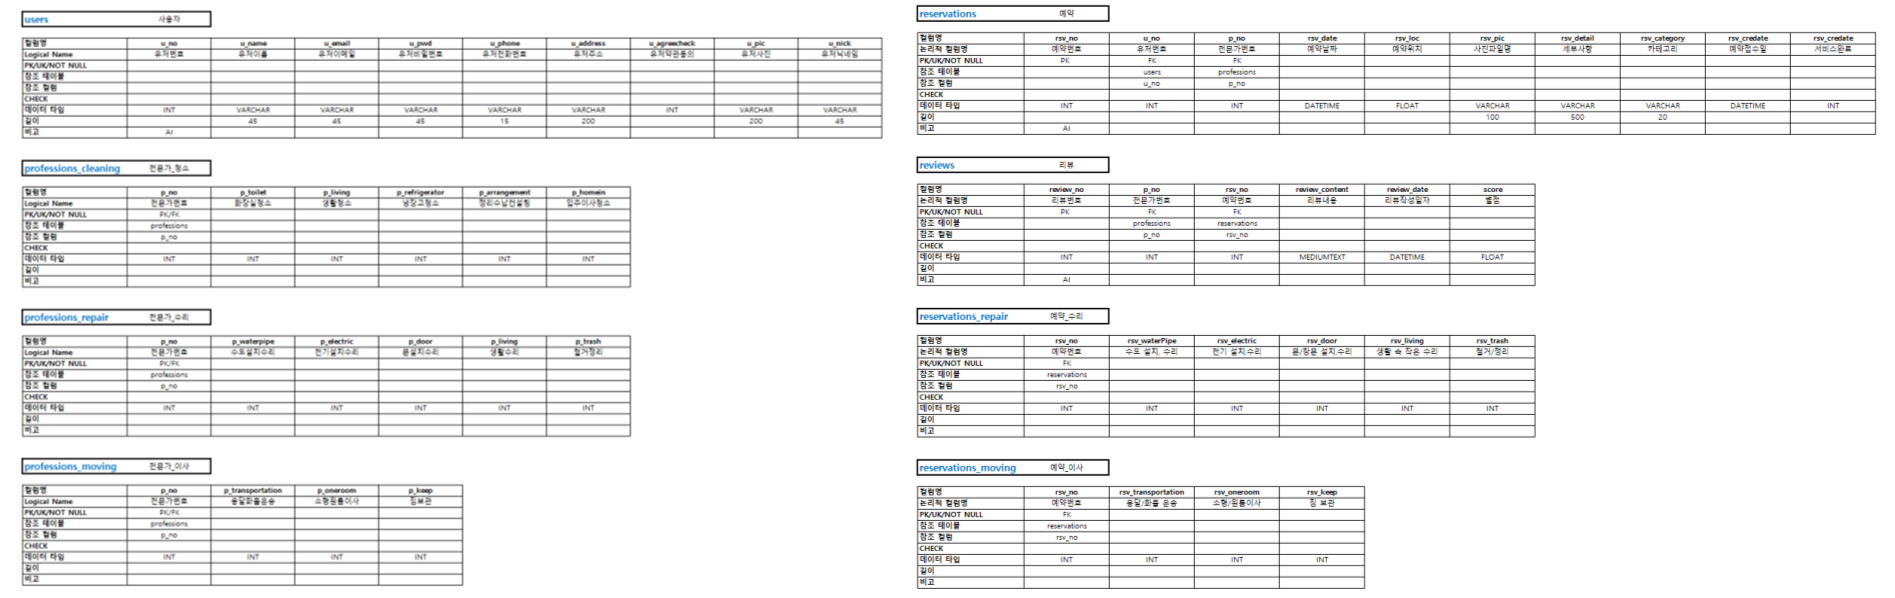 users 사용자
컬럼명 u_no u_name u_email u_pwd u_phone u_address u_agreecheck u_pic u_nick
Logical Name 유저번호 유저이름 유저이메일 유저비밀번호 유저전화번호 유저주소 유저약관동의 유저사진 유저닉네임
PK/UK/NOT NULL
참조 테이블
참조 컬럼
CHECK
데이터 타입 INT VARCHAR VARCHAR VARCHAR VARCHAR VARCHAR INT VARCHAR VARCHAR
길이 45 45 45 15 200 200 45
비고 AI
professions_cleaning 전문가_청소
컬럼명 p_no p_toilet p_living p_refrigerator p_arrangement p_homein
Logical Name 전문가번호 화장실청소 생활청소 냉장고청소 정리수납컨설팅 입주이사청소
PK/UK/NOT NULL PK/FK
참조 테이블 professions
참조 컬럼 p_no
CHECK
데이터 타입 INT INT INT INT INT INT
길이
비고
professions_repair 전문가_수리
컬럼명 p_no p_waterpipe p_electric p_door p_living p_trash
Logical Name 전문가번호 수도설치수리 전기설치수리 문설치수리 생활수리 철거정리
PK/UK/NOT NULL PK/FK
참조 테이블 professions
참조 컬럼 p_no
CHECK
데이터 타입 INT INT INT INT INT INT
길이
비고
professions_moving 전문가_이사
컬럼명 p_no p_transportation p_oneroom p_keep
Logical Name 전문가번호 용달화물운송 소형원룸이사 짐보관
PK/UK/NOT NULL PK/FK
참조 테이블 professions
참조 컬럼 p_no
CHECK
데이터 타입 INT INT INT INT
길이
비고
reservations 예약
컬럼명 rsv_no u_no p_no rsv_date rsv_loc rsv_pic rsv_detail rsv_category rsv_credate rsv_credate
논리적 컬럼명 예약번호 유저번호 전문가번호 예약날짜 예약위치 사진파일명 세부사항 카테고리 예약접수일 서비스완료
PK/UK/NOT NULL PK FK FK
참조 테이블 users professions
참조 컬럼 u_no p_no
CHECK
데이터 타입 INT INT INT DATETIME FLOAT VARCHAR VARCHAR VARCHAR DATETIME INT
길이 100 500 20
비고 AI
reviews 리뷰
컬럼명 review_no p_no rsv_no review_content review_date score
논리적 컬럼명 리뷰번호 전문가번호 예약번호 리뷰내용 리뷰작성일자 별점
PK/UK/NOT NULL PK FK FK
참조 테이블 professions reservations
참조 컬럼 p_no rsv_no
CHECK
데이터 타입 INT INT INT MEDIUMTEXT DATETIME FLOAT
길이
비고 AI
reservations_repair 예약_수리
컬럼명 rsv_no rsv_waterPipe rsv_electric rsv_door rsv_living rsv_trash
논리적 컬럼명 예약번호 수도 설치, 수리 전기 설치,수리 문/창문 설치,수리 생활 속 작은 수리 철거/정리
PK/UK/NOT NULL FK
참조 테이블 reservations
참조 컬럼 rsv_no
CHECK
데이터 타입 INT INT INT INT INT INT
길이
비고
reservations_moving 예약_이사
컬럼명 rsv_no rsv_transportation rsv_oneroom rsv_keep
논리적 컬럼명 예약번호 용달/화물 운송 소형/원룸이사 짐 보관
PK/UK/NOT NULL FK
참조 테이블 reservations
참조 컬럼 rsv_no
CHECK
데이터 타입 INT INT INT INT
길이
비고